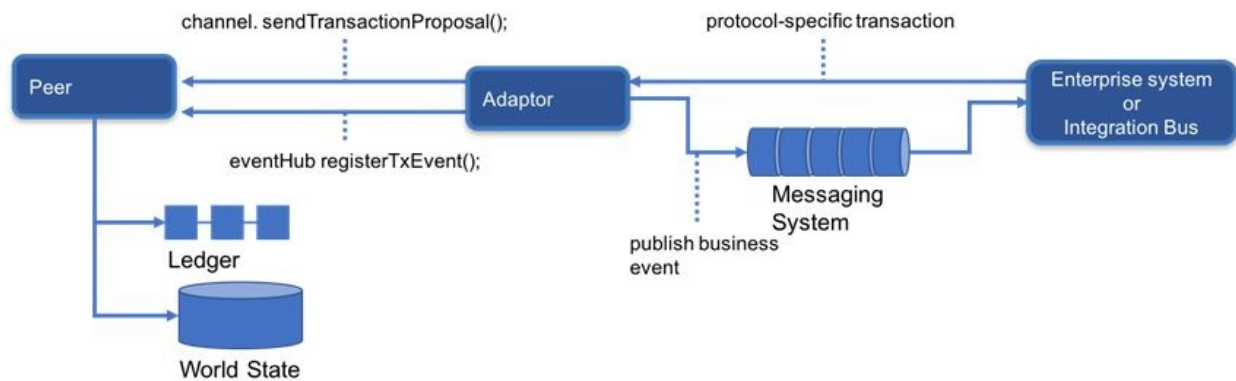 channel. sendTransactionProposal();
protocol-specific transaction
Peer
Adaptor
Enterprise system
or
Integration Bus
eventHub registerTxEvent();
Messaging
System
publish business
event
Ledger
World State